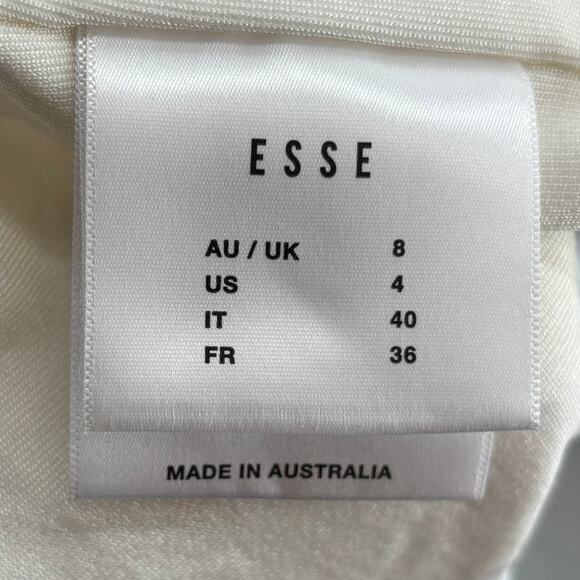 ESSE
AU / UK 8
US 4
IT 40
FR 36
MADE IN AUSTRALIA